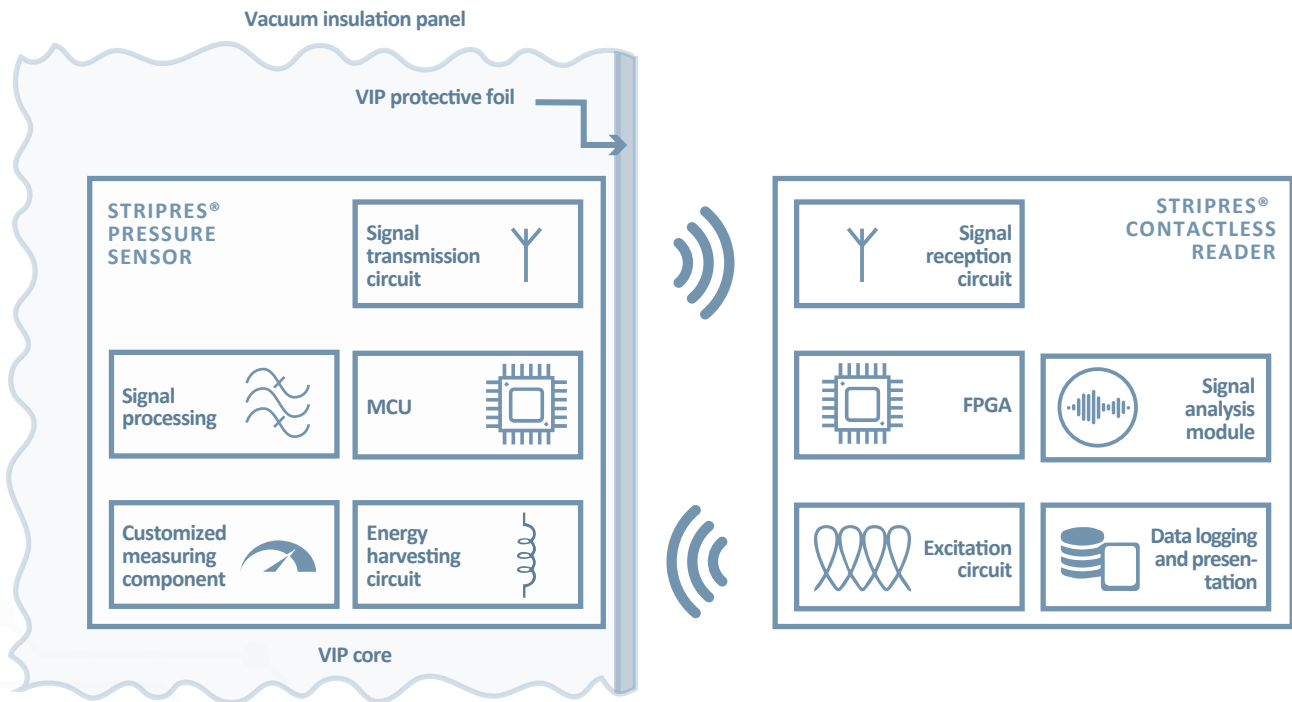 Vacuum insulation panel
VIP protective foil
STRIPRES®
PRESSURE
SENSOR
Signal
transmission
circuit
Signal
processing
MCU
Customized
measuring
component
Energy
harvesting
circuit
VIP core
Signal
reception
circuit
STRIPRES®
CONTACTLESS
READER
FPGA
Signal
analysis
module
Excitation
circuit
Data logging
and presen-
tation